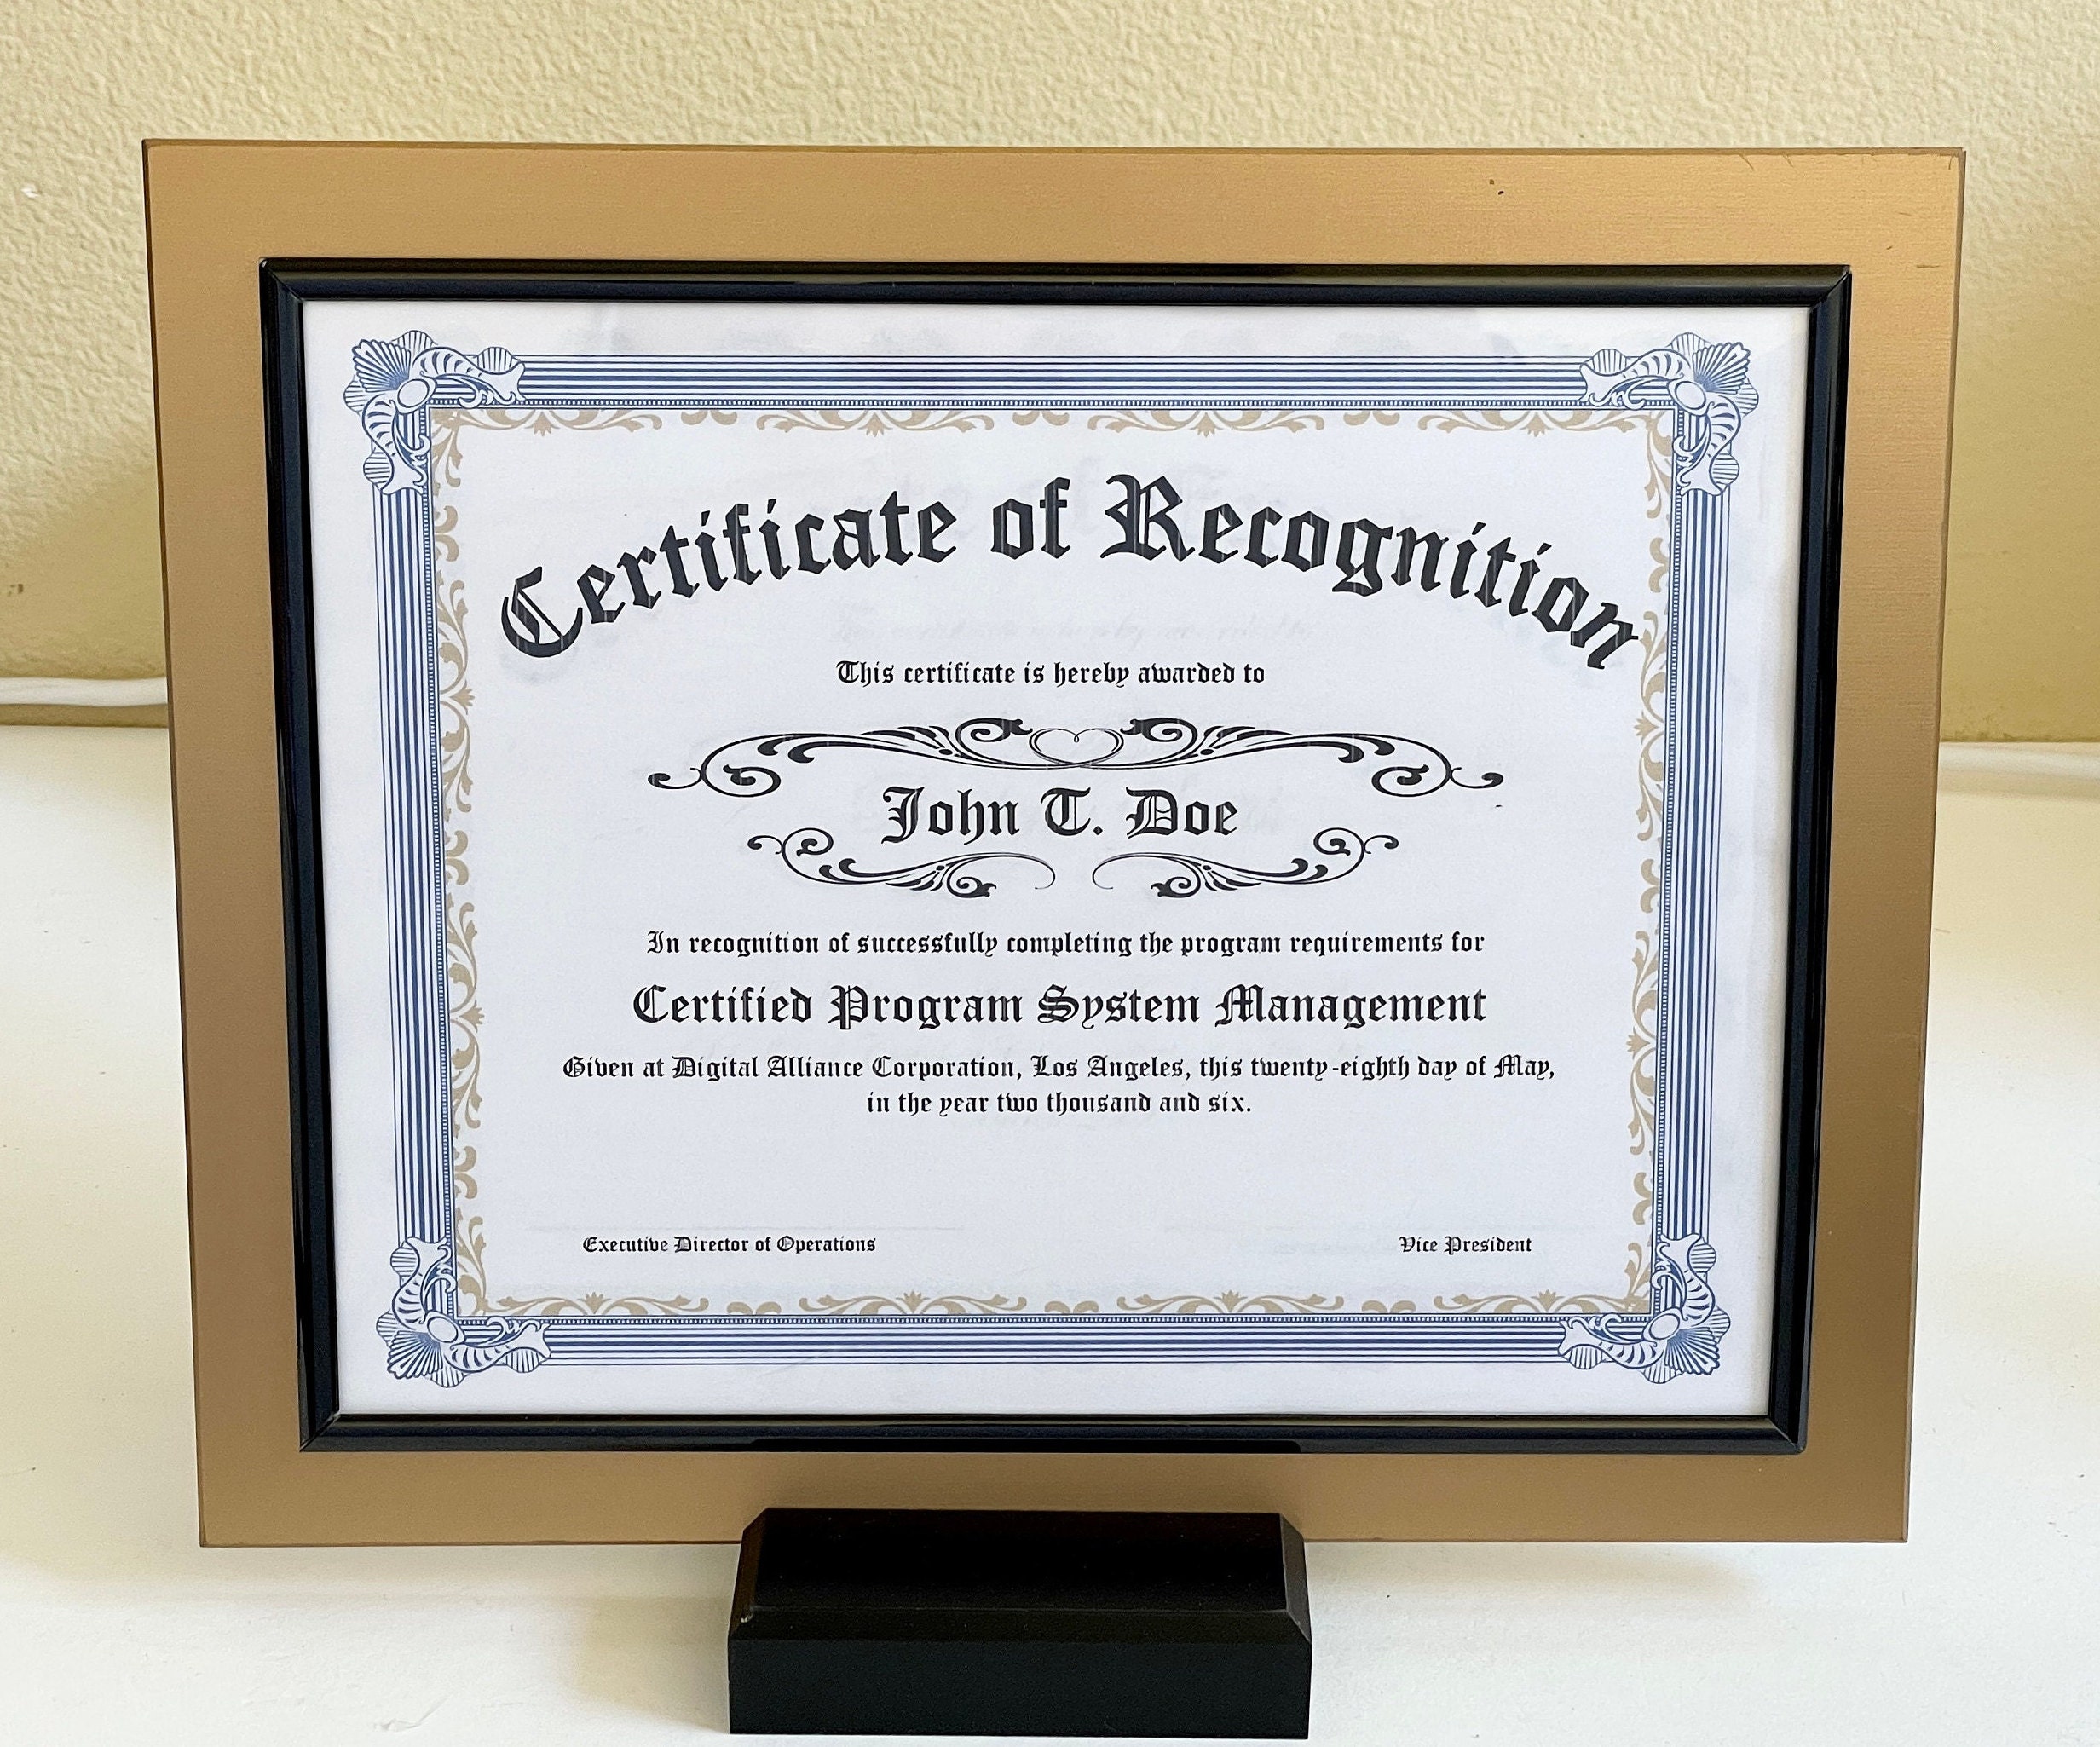 Certificate of Recognition
This certificate is hereby awarded to
John T. Doe
In recognition of successfully completing the program requirements for
Certified Program System Management
Given at Digital Alliance Corporation, Los Angeles, this twenty-eighth day of May,
in the year two thousand and six.
Executive Director of Operations
Vice President